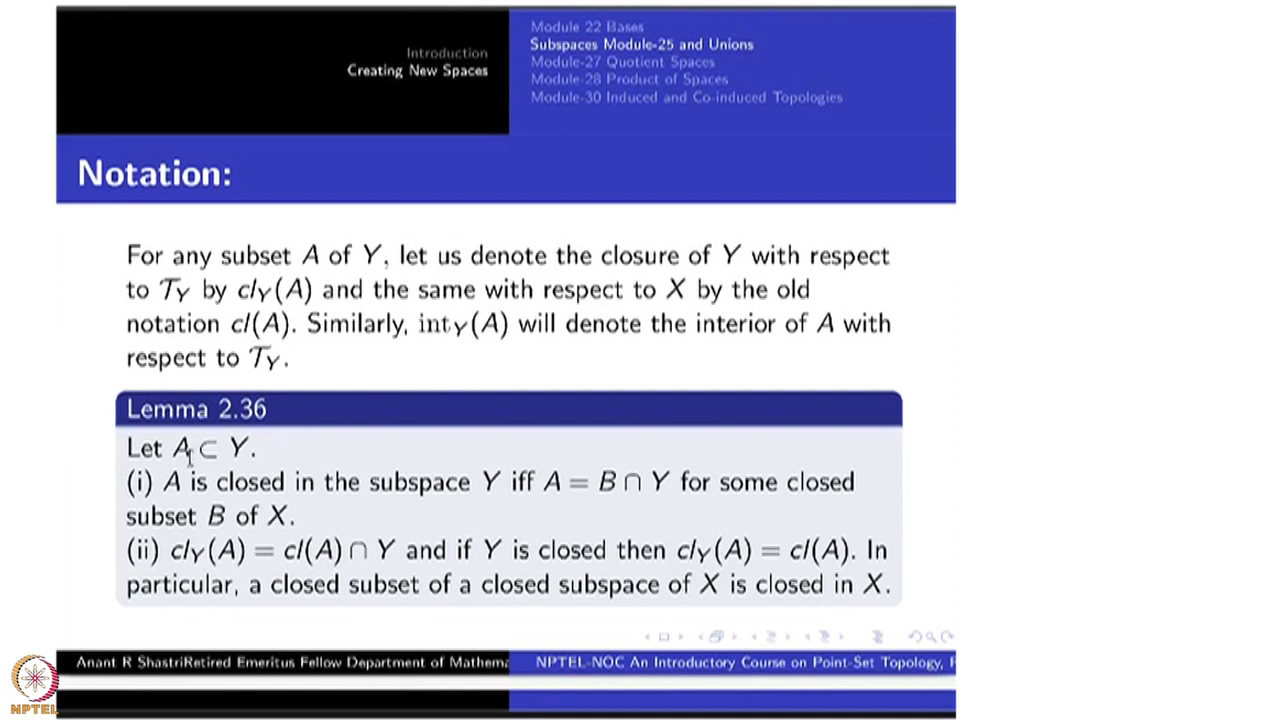 Introduction
Creating New Spaces
Module 22 Bases
Subspaces Module-25 and Unions
Module-27 Quotient Spaces
Module-28 Product of Spaces
Module-30 Induced and Co-induced Topologies
Notation:
For any subset A of Y, let us denote the closure of Y with respect
to 𝒯_Y by cl_Y(A) and the same with respect to X by the old
notation cl(A). Similarly, int_Y(A) will denote the interior of A with
respect to 𝒯_Y.
Lemma 2.36
Let A ⊂ Y.
(i) A is closed in the subspace Y iff A = B ∩ Y for some closed
subset B of X.
(ii) cl_Y(A) = cl(A) ∩ Y and if Y is closed then cl_Y(A) = cl(A). In
particular, a closed subset of a closed subspace of X is closed in X.
Anant R ShastriRetired Emeritus Fellow Department of Mathema
NPTEL-NOC An Introductory Course on Point-Set Topology,
NPTEL